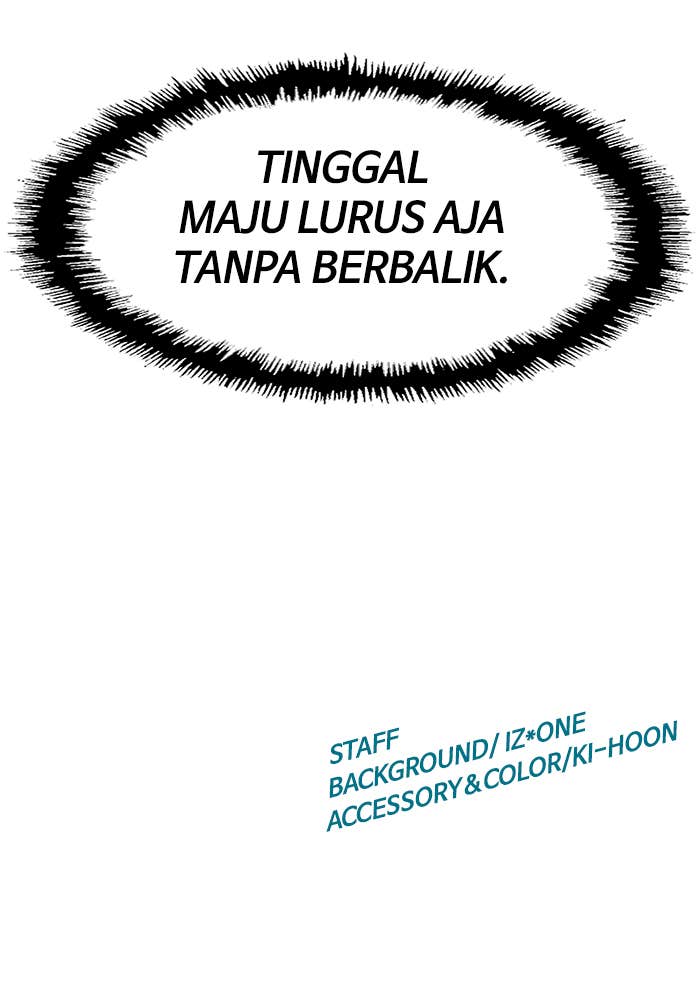 TINGGAL
MAJU LURUS AJA
TANPA BERBALIK.
STAFF
BACKGROUND/ IZ*ONE
ACCESSORY&COLOR/KI-HOON